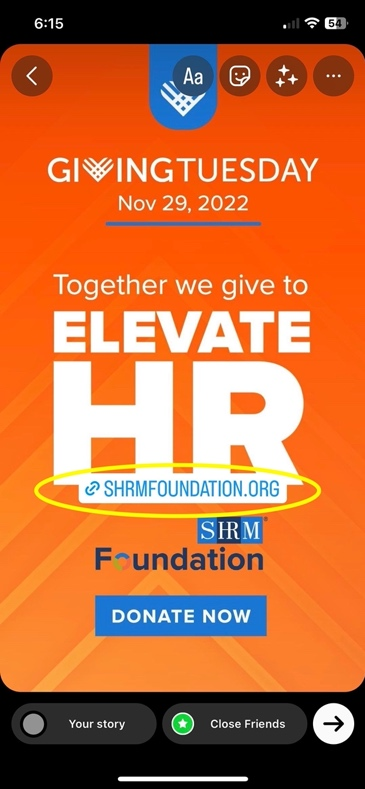 6:15
54
Aa
GIVINGTUESDAY
Nov 29, 2022
Together we give to
ELEVATE
HR
SHRMFOUNDATION.ORG
SHRM®
Foundation
DONATE NOW
Your story
Close Friends